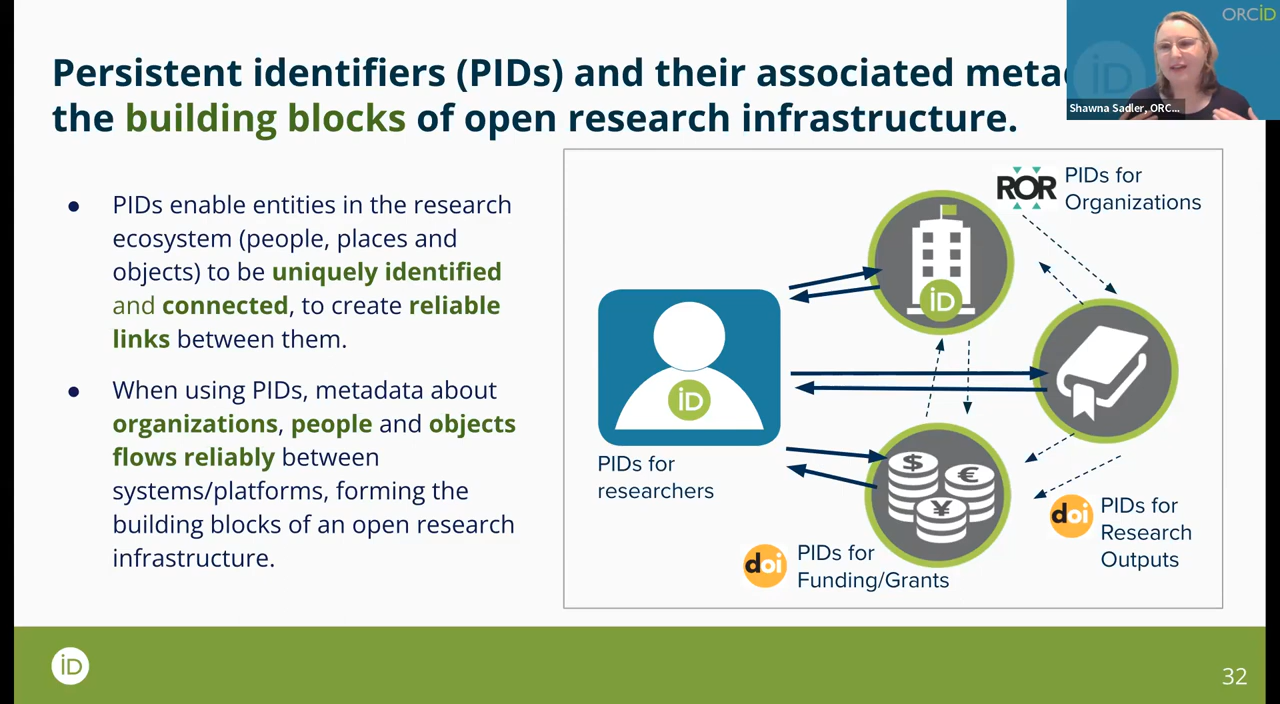 ORCiD
Persistent identifiers (PIDs) and their associated
the building blocks of open research infrastructure.
Shawna Sadler, ORC...
● PIDs enable entities in the research
ecosystem (people, places and
objects) to be uniquely identified
and connected, to create reliable
links between them.
● When using PIDs, metadata about
organizations, people and objects
flows reliably between
systems/platforms, forming the
building blocks of an open research
infrastructure.
ROR
PIDs for
Organizations
iD
iD
PIDs for
researchers
$
€
¥
doi
PIDs for
Funding/Grants
doi
PIDs for
Research
Outputs
iD
32